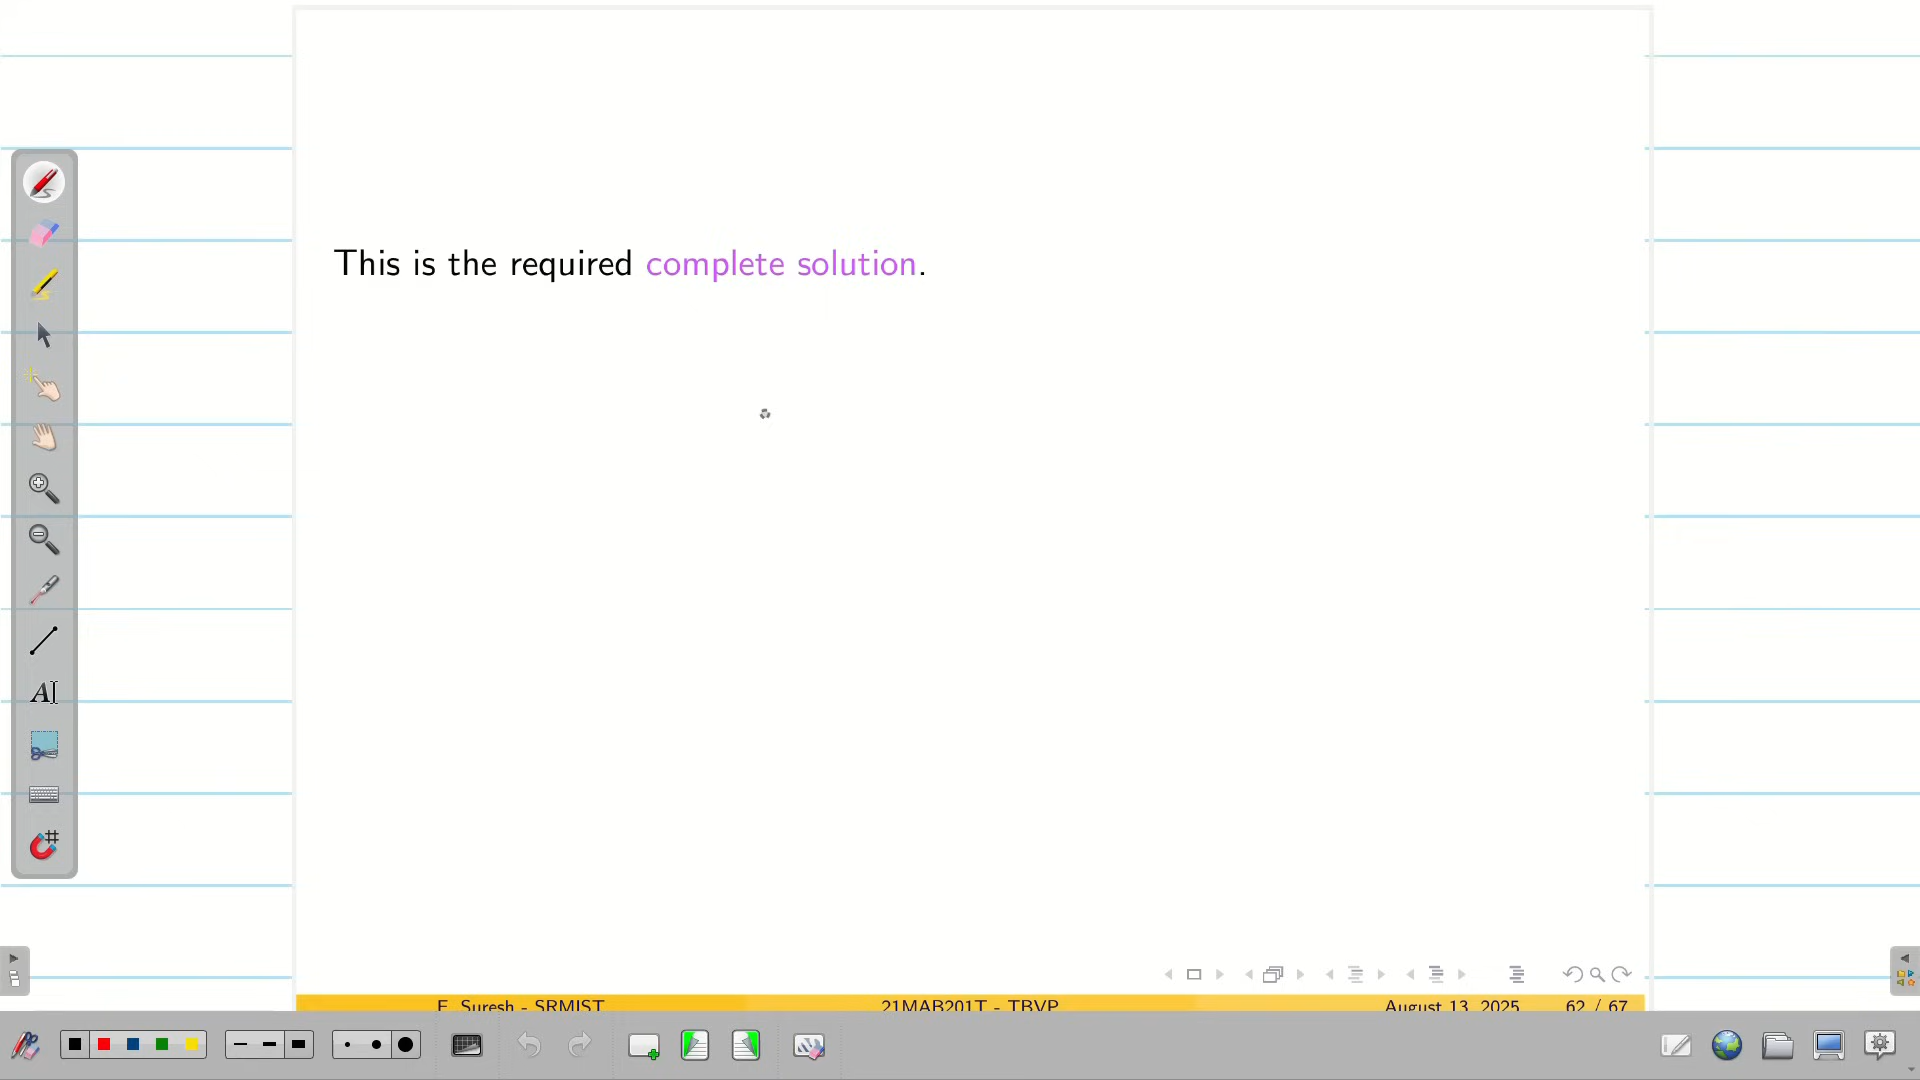 This is the required complete solution.
E. Suresh - SRMIST 21MAB201T - TBVP August 13, 2025 62 / 67